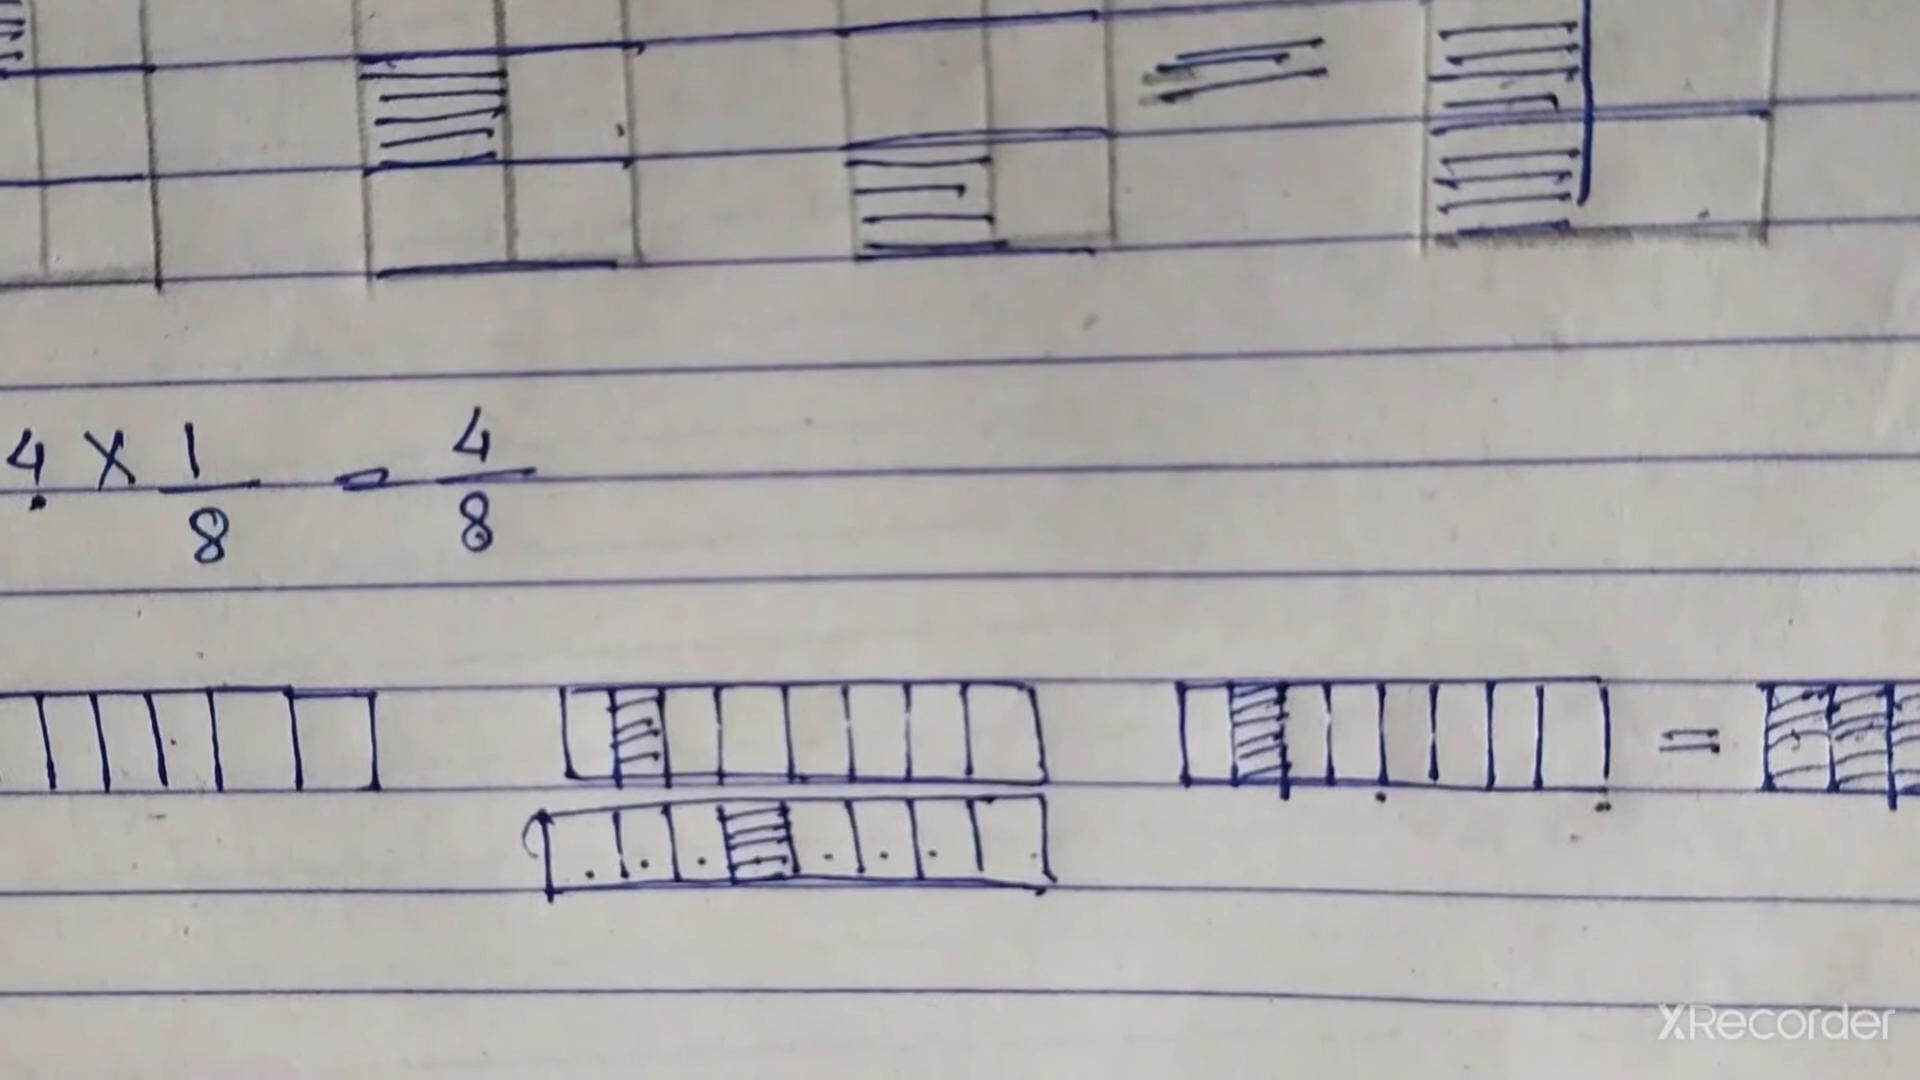 4 × 1/8 = 4/8
=
XRecorder